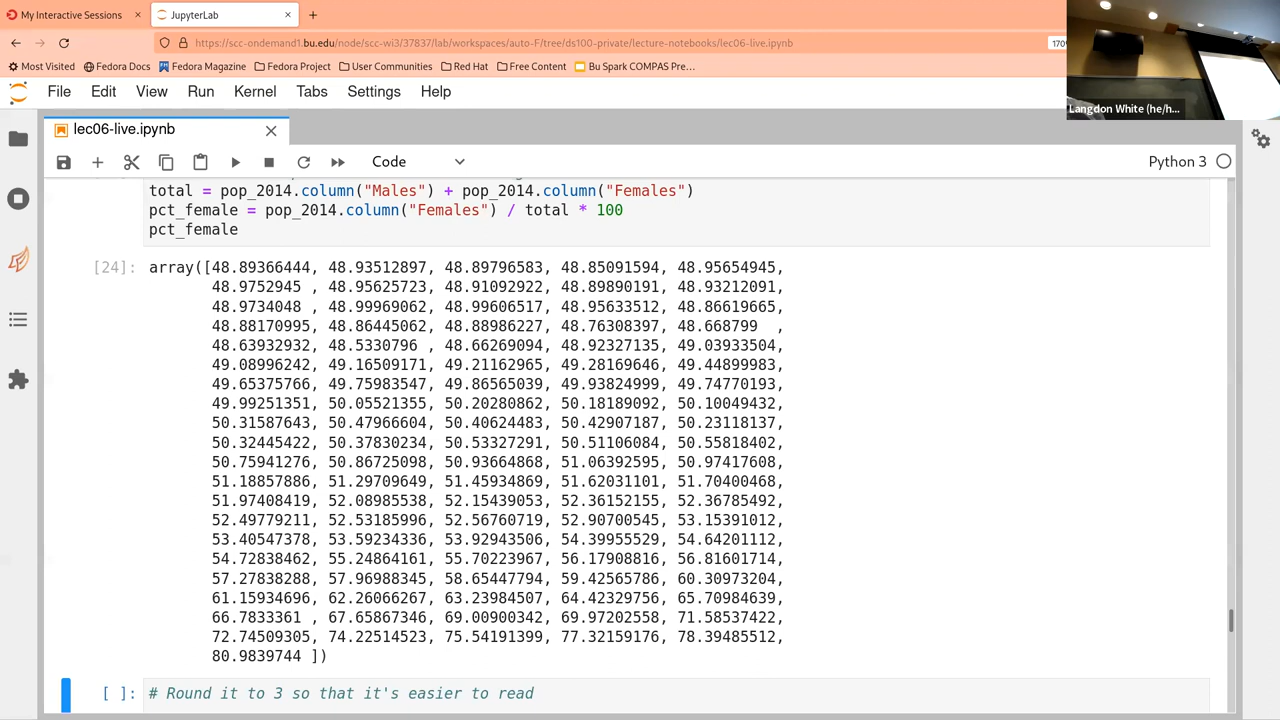 My Interactive Sessions
JupyterLab
https://scc-ondemand1.bu.edu/node/scc-wi3/37837/lab/workspaces/auto-F/tree/ds100-private/lecture-notebooks/lec06-live.ipynb
170%
Most Visited Fedora Docs Fedora Magazine Fedora Project User Communities Red Hat Free Content Bu Spark COMPAS Pre...
Langdon White (he/h...
File Edit View Run Kernel Tabs Settings Help
lec06-live.ipynb
Code
Python 3
total = pop_2014.column("Males") + pop_2014.column("Females")
pct_female = pop_2014.column("Females") / total * 100
pct_female
[24]: array([48.89366444, 48.93512897, 48.89796583, 48.85091594, 48.95654945,
48.9752945 , 48.95625723, 48.91092922, 48.89890191, 48.93212091,
48.9734048 , 48.99969062, 48.99606517, 48.95633512, 48.86619665,
48.88170995, 48.86445062, 48.88986227, 48.76308397, 48.668799 ,
48.63932932, 48.5330796 , 48.66269094, 48.92327135, 49.03933504,
49.08996242, 49.16509171, 49.21162965, 49.28169646, 49.44899983,
49.65375766, 49.75983547, 49.86565039, 49.93824999, 49.74770193,
49.99251351, 50.05521355, 50.20280862, 50.18189092, 50.10049432,
50.31587643, 50.47966604, 50.40624483, 50.42907187, 50.23118137,
50.32445422, 50.37830234, 50.53327291, 50.51106084, 50.55818402,
50.75941276, 50.86725098, 50.93664868, 51.06392595, 50.97417608,
51.18857886, 51.29709649, 51.45934869, 51.62031101, 51.70400468,
51.97408419, 52.08985538, 52.15439053, 52.36152155, 52.36785492,
52.49779211, 52.53185996, 52.56760719, 52.90700545, 53.15391012,
53.40547378, 53.59234336, 53.92943506, 54.39955529, 54.64201112,
54.72838462, 55.24864161, 55.70223967, 56.17908816, 56.81601714,
57.27838288, 57.96988345, 58.65447794, 59.42565786, 60.30973204,
61.15934696, 62.26066267, 63.23984507, 64.42329756, 65.70984639,
66.7833361 , 67.65867346, 69.00900342, 69.97202558, 71.58537422,
72.74509305, 74.22514523, 75.54191399, 77.32159176, 78.39485512,
80.9839744 ])
[ ]: # Round it to 3 so that it's easier to read